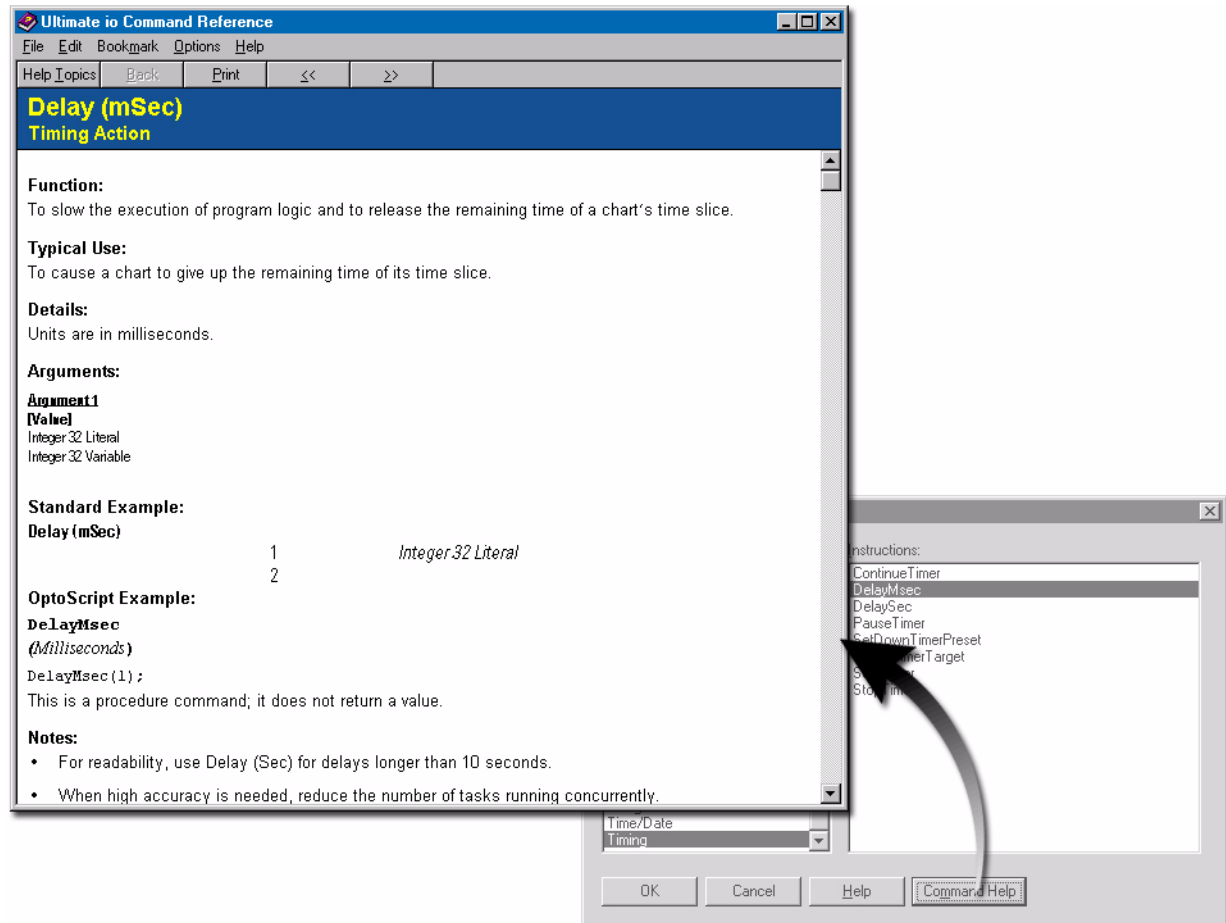 Ultimate io Command Reference
File Edit Bookmark Options Help
Help Topics Back Print << >>
Delay (mSec)
Timing Action
Function:
To slow the execution of program logic and to release the remaining time of a chart's time slice.
Typical Use:
To cause a chart to give up the remaining time of its time slice.
Details:
Units are in milliseconds.
Arguments:
Argument 1
[Value]
Integer 32 Literal
Integer 32 Variable
Standard Example:
Delay (mSec)
1 Integer 32 Literal
2
OptoScript Example:
DelayMsec
(Milliseconds)
DelayMsec(1);
This is a procedure command; it does not return a value.
Notes:
• For readability, use Delay (Sec) for delays longer than 10 seconds.
• When high accuracy is needed, reduce the number of tasks running concurrently.
Instructions:
ContinueTimer
DelayMsec
DelaySec
PauseTimer
SetDownTimerPreset
Time/Date
Timing
OK Cancel Help Command Help